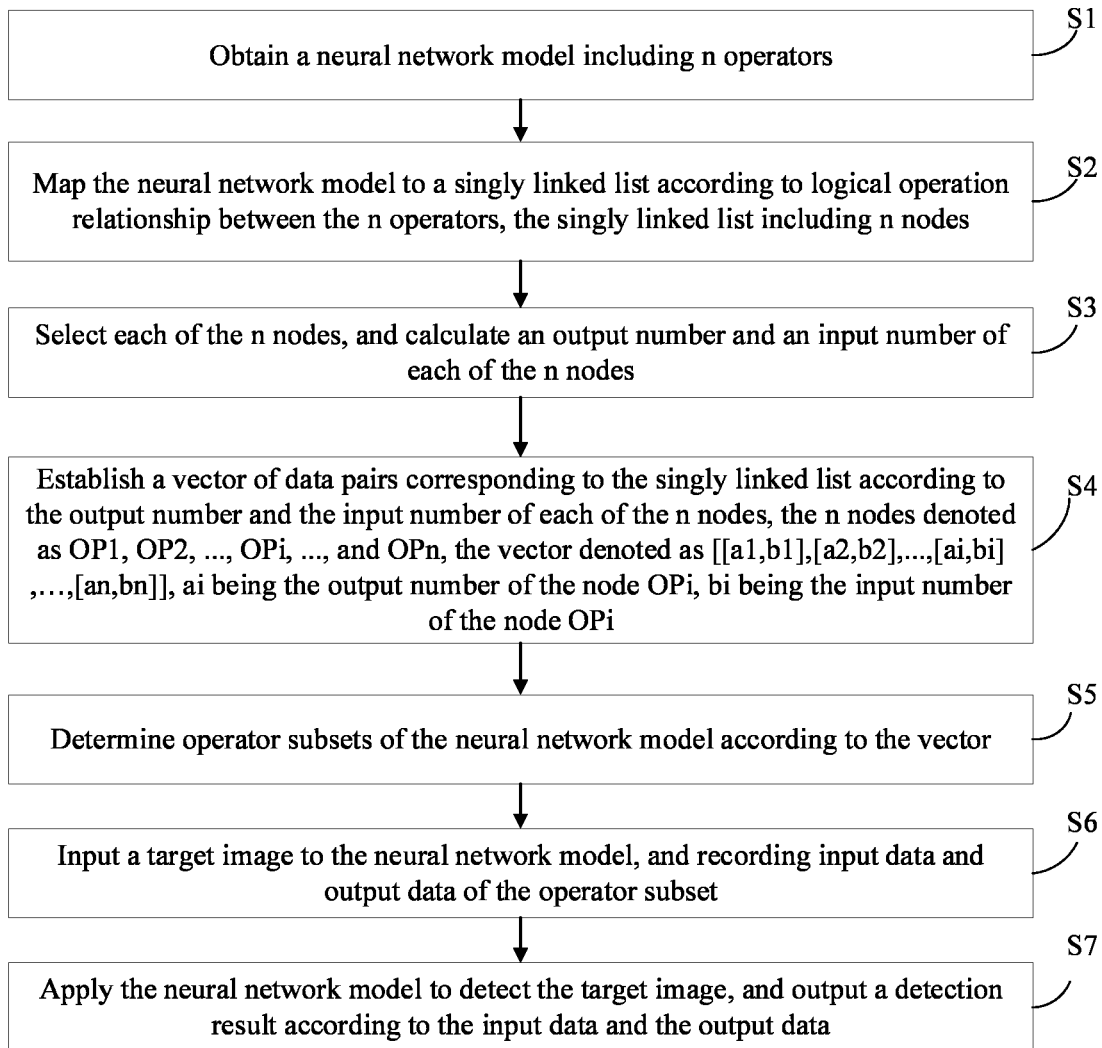 S1
Obtain a neural network model including n operators
S2
Map the neural network model to a singly linked list according to logical operation
relationship between the n operators, the singly linked list including n nodes
S3
Select each of the n nodes, and calculate an output number and an input number of
each of the n nodes
S4
Establish a vector of data pairs corresponding to the singly linked list according to
the output number and the input number of each of the n nodes, the n nodes denoted
as OP1, OP2, ..., OPi, ..., and OPn, the vector denoted as [[a1,b1],[a2,b2],...,[ai,bi]
,...,[an,bn]], ai being the output number of the node OPi, bi being the input number
of the node OPi
S5
Determine operator subsets of the neural network model according to the vector
S6
Input a target image to the neural network model, and recording input data and
output data of the operator subset
S7
Apply the neural network model to detect the target image, and output a detection
result according to the input data and the output data